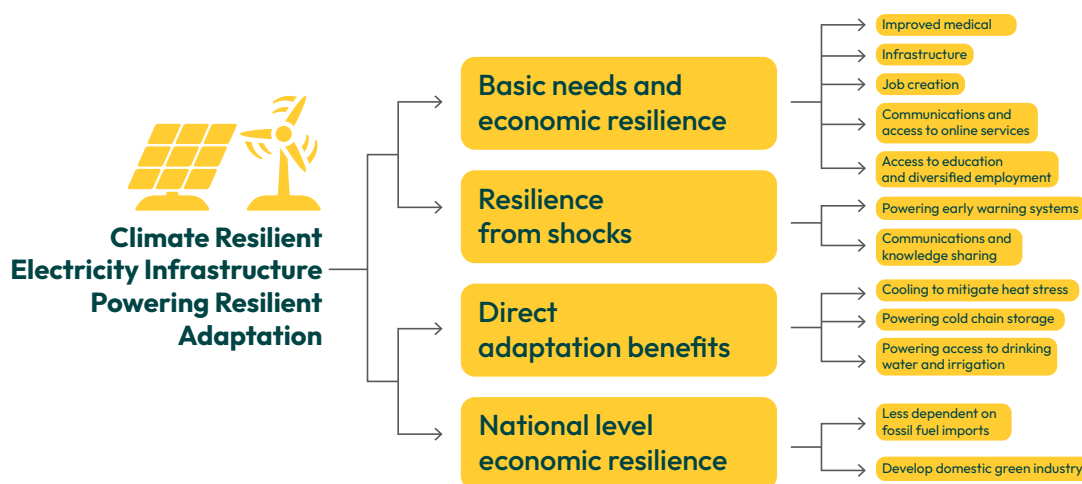 Climate Resilient
Electricity Infrastructure
Powering Resilient
Adaptation
Basic needs and
economic resilience
Improved medical
Infrastructure
Job creation
Communications and
access to online services
Access to education
and diversified employment
Resilience
from shocks
Powering early warning systems
Communications and
knowledge sharing
Direct
adaptation benefits
Cooling to mitigate heat stress
Powering cold chain storage
Powering access to drinking
water and irrigation
National level
economic resilience
Less dependent on
fossil fuel imports
Develop domestic green industry